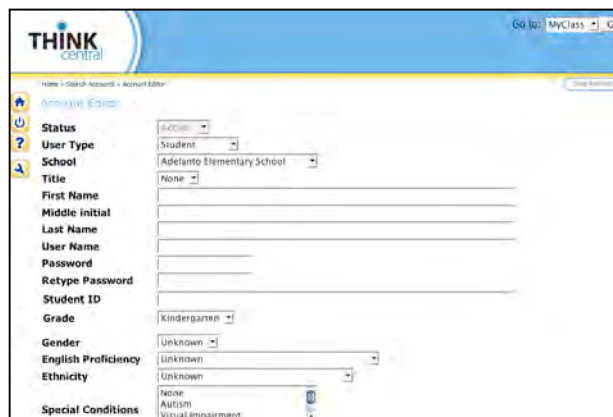 Go to: MyClass
THINK
central
Home > Search Accounts > Account Editor
Account Editor
Status Active
User Type Student
School Adelanto Elementary School
Title None
First Name
Middle initial
Last Name
User Name
Password
Retype Password
Student ID
Grade Kindergarten
Gender Unknown
English Proficiency Unknown
Ethnicity Unknown
None
Autism
Special Conditions
Visual Impairment